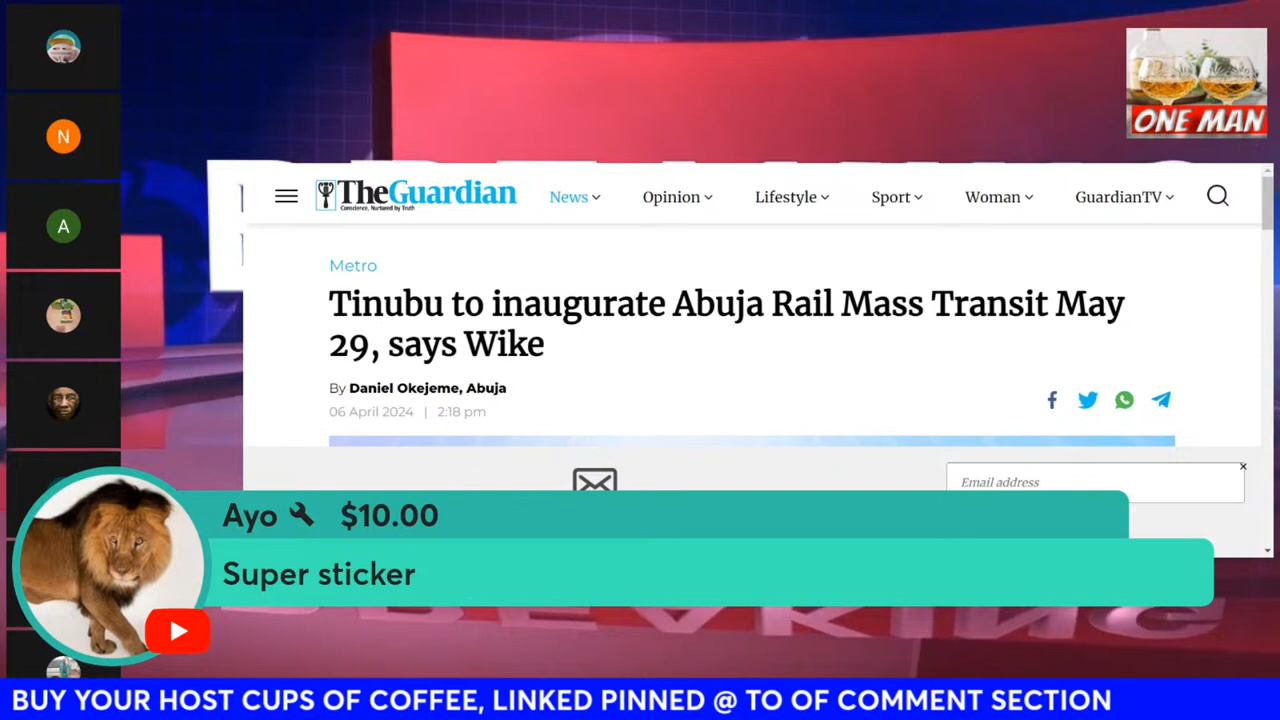 ONE MAN
N
A
TheGuardian
Conscience, Nurtured by Truth
News Opinion Lifestyle Sport Woman GuardianTV
Metro
Tinubu to inaugurate Abuja Rail Mass Transit May
29, says Wike
By Daniel Okejeme, Abuja
06 April 2024 | 2:18 pm
Email address
Ayo $10.00
Super sticker
BUY YOUR HOST CUPS OF COFFEE, LINKED PINNED @ TO OF COMMENT SECTION